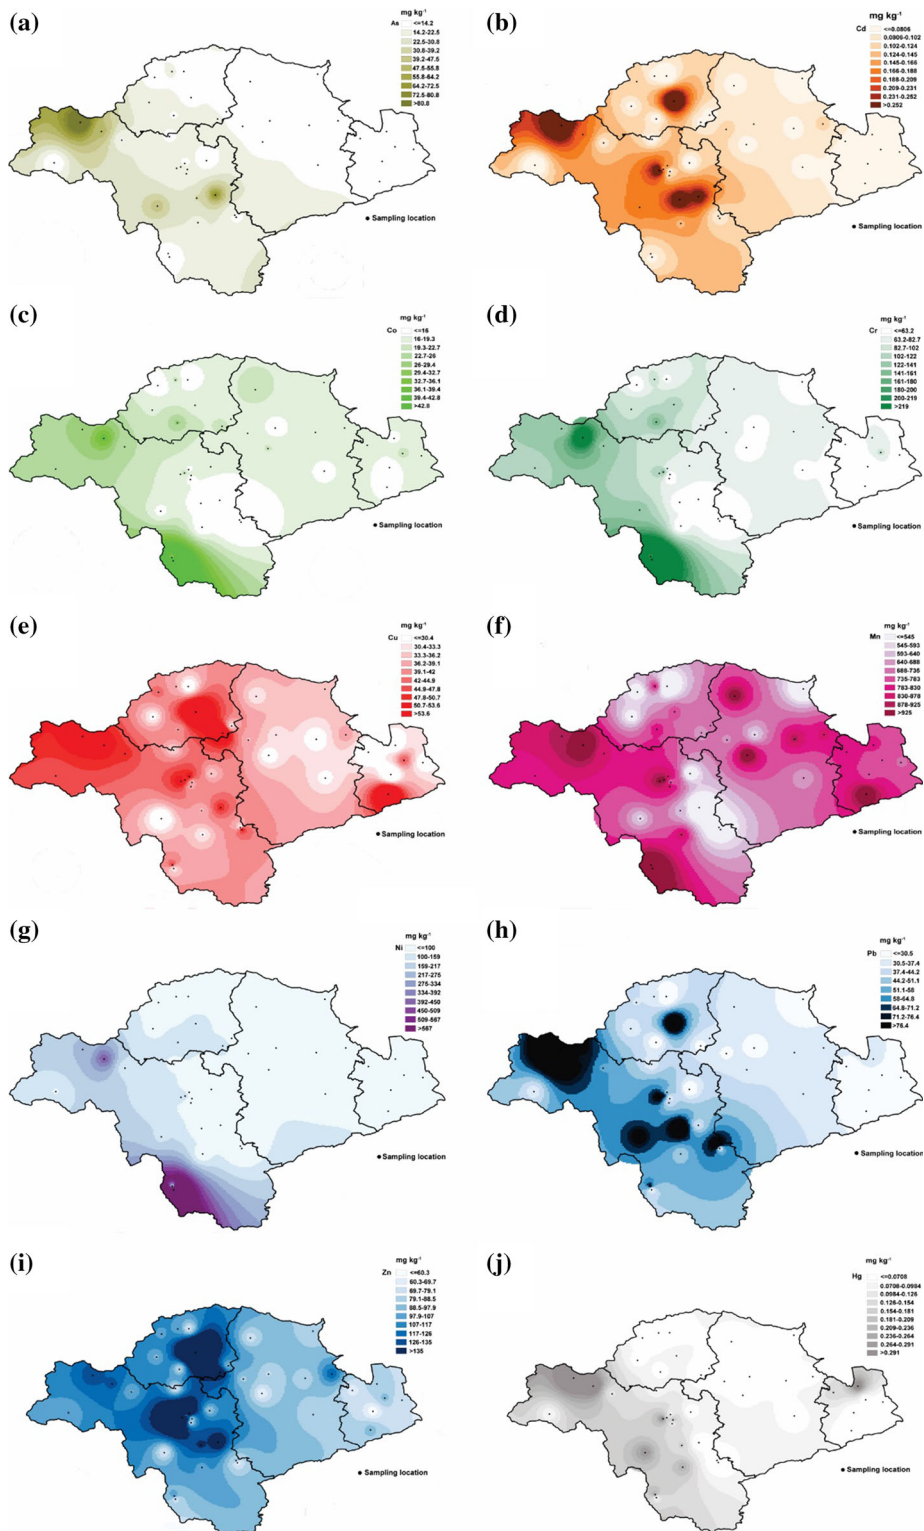 (a)
mg kg-1
As <=14.2
14.2-22.5
22.5-30.8
30.8-39.2
39.2-47.5
47.5-55.8
55.8-64.2
64.2-72.5
72.5-80.8
>80.8
● Sampling location
(b)
mg kg-1
Cd <=0.0806
0.0806-0.102
0.102-0.124
0.124-0.145
0.145-0.166
0.166-0.188
0.188-0.209
0.209-0.231
0.231-0.252
>0.252
● Sampling location
(c)
mg kg-1
Co <=16
16-19.3
19.3-22.7
22.7-26
26-29.4
29.4-32.7
32.7-36.1
36.1-39.4
39.4-42.8
>42.8
● Sampling location
(d)
mg kg-1
Cr <=63.2
63.2-82.7
82.7-102
102-122
122-141
141-161
161-180
180-200
200-219
>219
● Sampling location
(e)
mg kg-1
Cu <=30.4
30.4-33.3
33.3-36.2
36.2-39.1
39.1-42
42-44.9
44.9-47.8
47.8-50.7
50.7-53.6
>53.6
● Sampling location
(f)
mg kg-1
Mn <=545
545-593
593-640
640-688
688-735
735-783
783-830
830-878
878-925
>925
● Sampling location
(g)
mg kg-1
Ni <=100
100-159
159-217
217-275
275-334
334-392
392-450
450-509
509-567
>567
● Sampling location
(h)
mg kg-1
Pb <=30.5
30.5-37.4
37.4-44.2
44.2-51.1
51.1-58
58-64.8
64.8-71.2
71.2-76.4
>76.4
● Sampling location
(i)
mg kg-1
Zn <=60.3
60.3-69.7
69.7-79.1
79.1-88.5
88.5-97.9
97.9-107
107-117
117-126
126-135
>135
● Sampling location
(j)
mg kg-1
Hg <=0.0708
0.0708-0.0984
0.0984-0.126
0.126-0.154
0.154-0.181
0.181-0.209
0.209-0.236
0.236-0.264
0.264-0.291
>0.291
● Sampling location